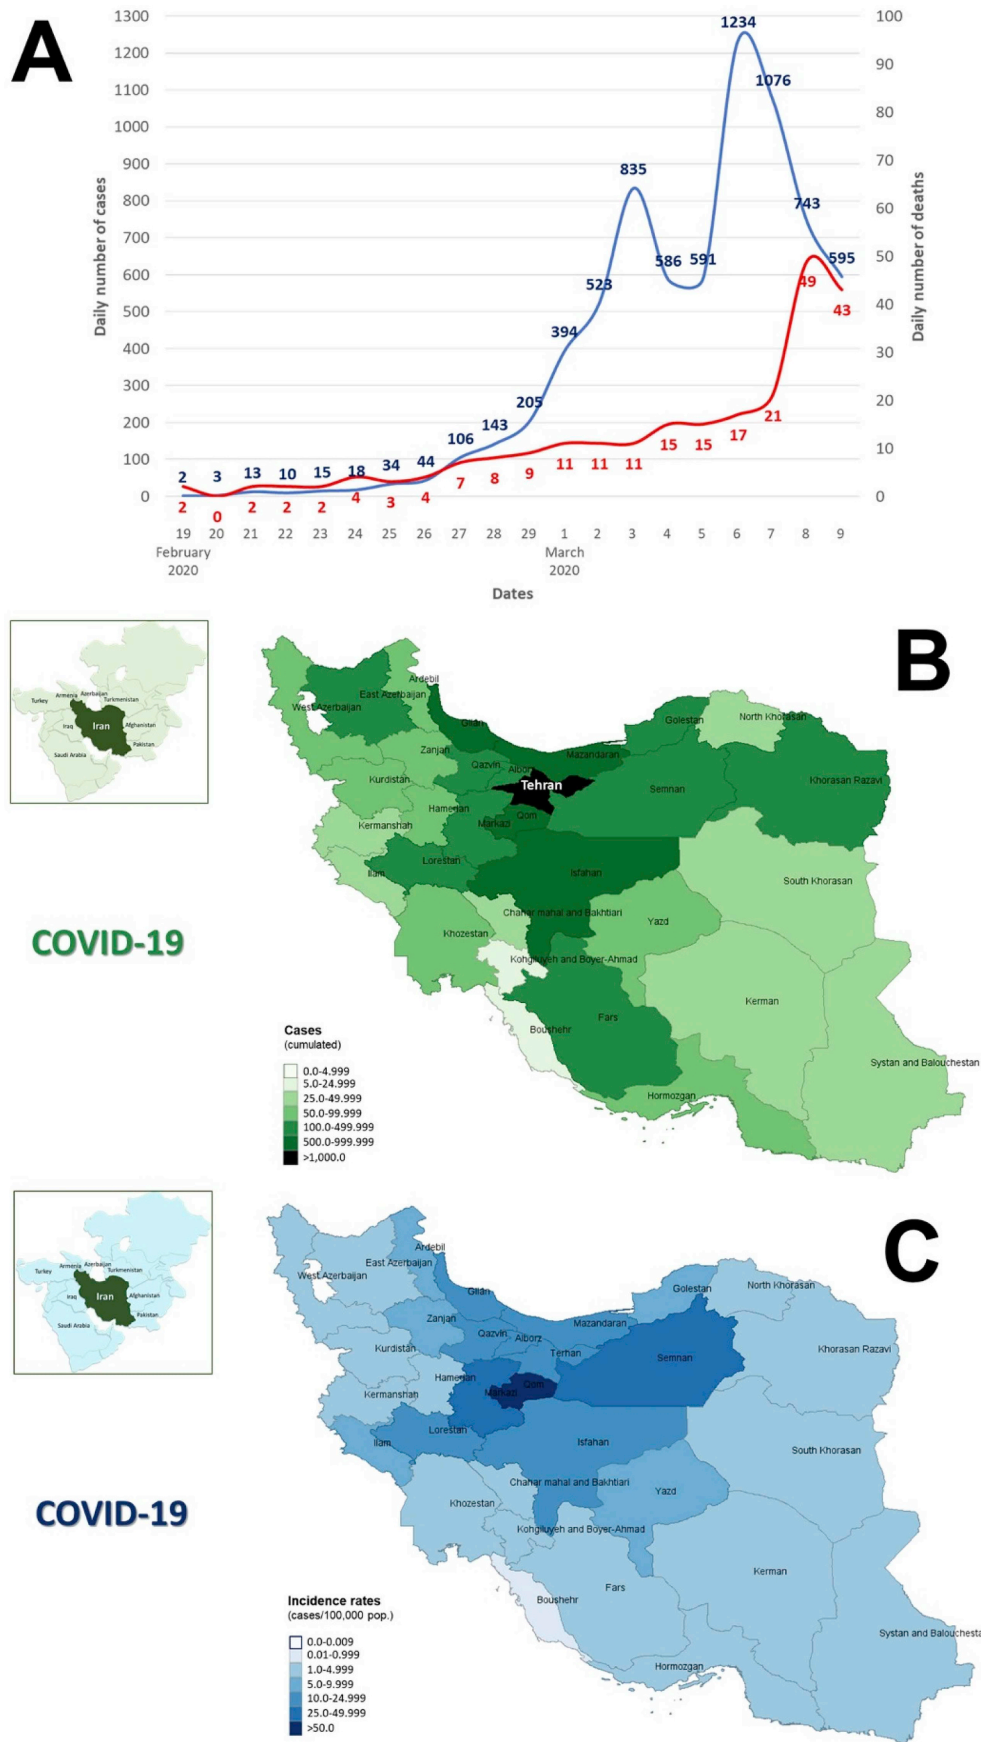 A
1300
1200
1100
1000
900
800
700
600
500
400
300
200
100
0
Daily number of cases
100
90
80
70
60
50
40
30
20
10
0
Daily number of deaths
2 3 13 10 15 18 34 44 106 143 205 394 523 835 586 591 1234 1076 743 595
2 0 2 2 2 4 3 4 7 8 9 11 11 11 15 15 17 21 49 43
19 20 21 22 23 24 25 26 27 28 29 1 2 3 4 5 6 7 8 9
February March
2020 2020
Dates
B
Turkey
Armenia
Azerbaijan
Turkmenistan
Iraq
Iran
Afghanistan
Pakistan
Saudi Arabia
Ardebil
East Azerbaijan
West Azerbaijan
Gilan
Golestan
North Khorasan
Zanjan
Mazandaran
Qazvin
Alborz
Kurdistan
Tehran
Semnan
Khorasan Razavi
Hamedan
Markazi
Qom
Kermanshah
Lorestan
Ilam
Isfahan
South Khorasan
Chahar mahal and Bakhtiari
Yazd
Khozestan
Kohgiluyeh and Boyer-Ahmad
Kerman
Fars
Boushehr
Systan and Balouchestan
Hormozgan
COVID-19
Cases
(cumulated)
0.0-4.999
5.0-24.999
25.0-49.999
50.0-99.999
100.0-499.999
500.0-999.999
>1,000.0
C
Turkey
Armenia
Azerbaijan
Turkmenistan
Iraq
Iran
Afghanistan
Pakistan
Saudi Arabia
Ardebil
East Azerbaijan
West Azerbaijan
Gilan
Golestan
North Khorasan
Zanjan
Mazandaran
Qazvin
Alborz
Kurdistan
Terhan
Semnan
Khorasan Razavi
Hamedan
Markazi
Qom
Kermanshah
Lorestan
Ilam
Isfahan
South Khorasan
Chahar mahal and Bakhtiari
Yazd
Khozestan
Kohgiluyeh and Boyer-Ahmad
Kerman
Fars
Boushehr
Systan and Balouchesta
Hormozgan
COVID-19
Incidence rates
(cases/100,000 pop.)
0.0-0.009
0.01-0.999
1.0-4.999
5.0-9.999
10.0-24.999
25.0-49.999
>50.0